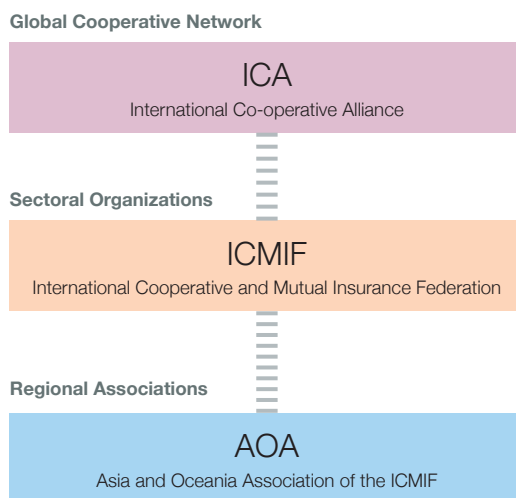 Global Cooperative Network
ICA
International Co-operative Alliance
Sectoral Organizations
ICMIF
International Cooperative and Mutual Insurance Federation
Regional Associations
AOA
Asia and Oceania Association of the ICMIF